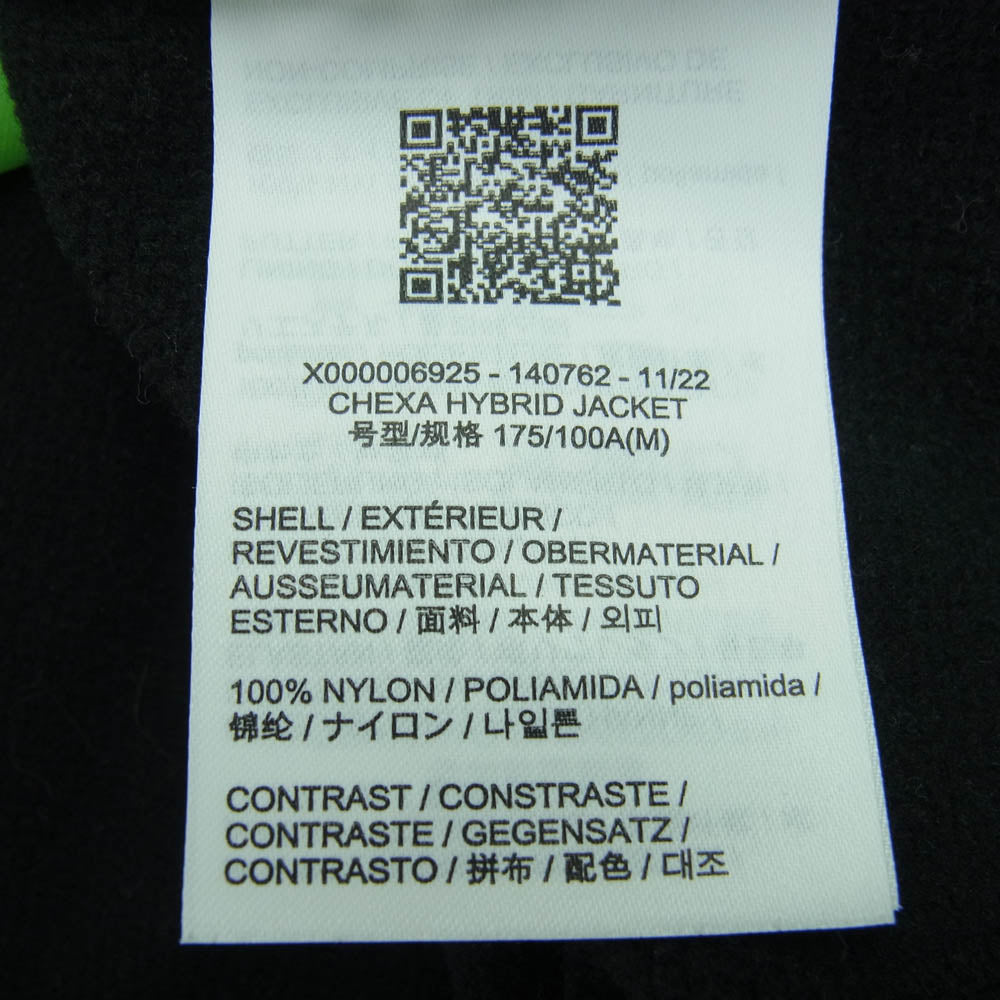 X000006925 - 140762 - 11/22
CHEXA HYBRID JACKET
号型/规格 175/100A(M)
SHELL / EXTÉRIEUR /
REVESTIMIENTO / OBERMATERIAL /
AUSSEUMATERIAL / TESSUTO
ESTERNO / 面料 / 本体 / 외피
100% NYLON / POLIAMIDA / poliamida /
锦纶 / ナイロン / 나일론
CONTRAST / CONSTRASTE /
CONTRASTE / GEGENSATZ /
CONTRASTO / 拼布 / 配色 / 대조